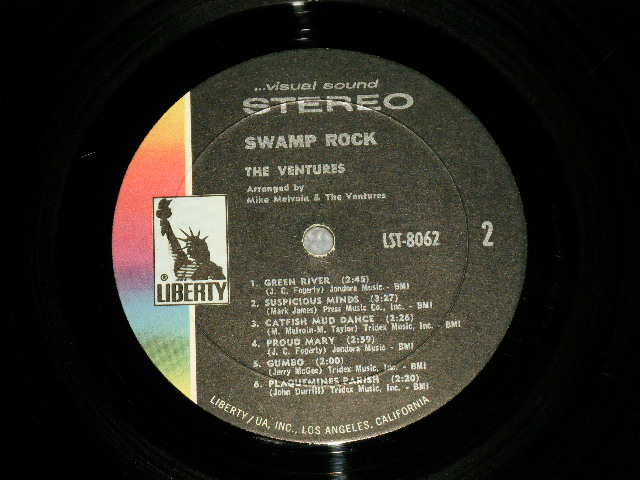 ...visual sound
STEREO
SWAMP ROCK
THE VENTURES
Arranged by
Mike Melvoin & The Ventures
LST-8062
2
® LIBERTY
1. GREEN RIVER (2:45)
(J. C. Fogerty) Jondora Music - BMI
2. SUSPICIOUS MINDS (3:27)
(Mark James) Press Music Co., Inc. - BMI
3. CATFISH MUD DANCE (2:26)
(M. Melvoin-M. Taylor) Tridex Music, Inc. - BMI
4. PROUD MARY (2:59)
(J. C. Fogerty) Jondora Music - BMI
5. GUMBO (2:00)
(Jerry McGee) Tridex Music, Inc. - BMI
6. PLAQUEMINES PARISH (2:20)
(John Durrill) Tridex Music, Inc. - BMI
LIBERTY/UA, INC., LOS ANGELES, CALIFORNIA